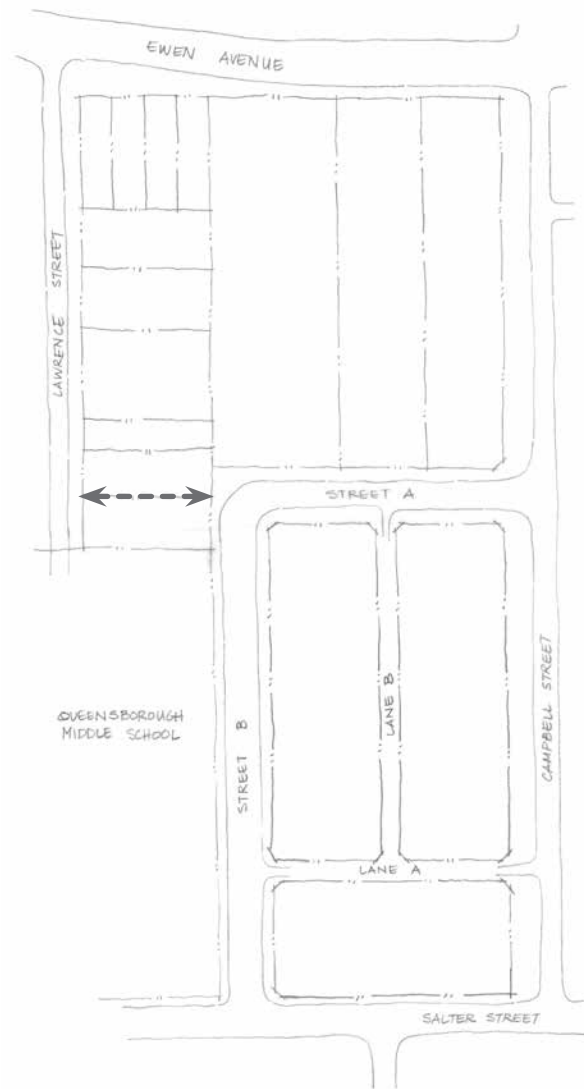 EWEN AVENUE
LAWRENCE STREET
STREET A
LANE B
QUEENSBOROUGH
MIDDLE SCHOOL
STREET B
CAMPBELL STREET
LANE A
SALTER STREET